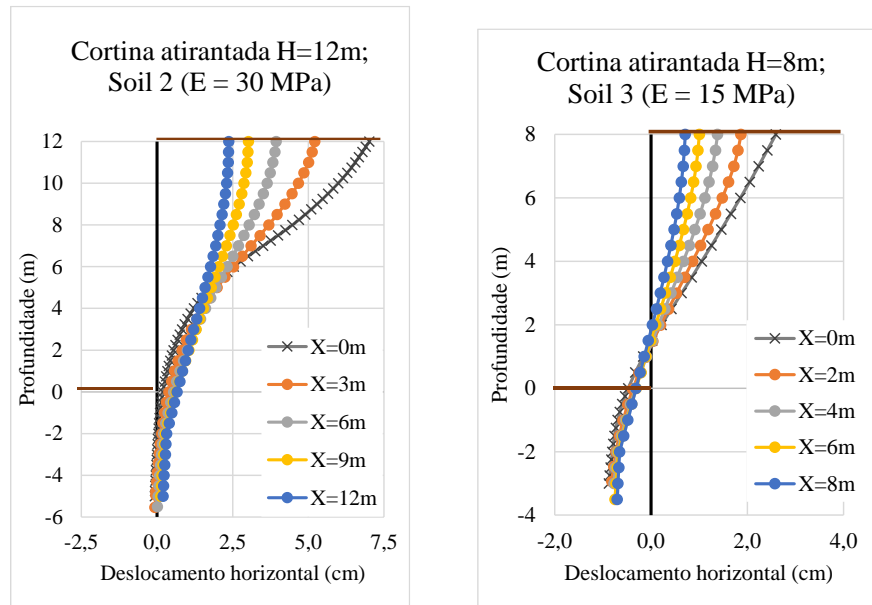 Cortina atirantada H=12m;
Soil 2 (E = 30 MPa)
Profundidade (m)
12
10
8
6
4
2
0
-2
-4
-6
-2,5
0,0
2,5
5,0
7,5
Deslocamento horizontal (cm)
X=0m
X=3m
X=6m
X=9m
X=12m
Cortina atirantada H=8m;
Soil 3 (E = 15 MPa)
Profundidade (m)
8
6
4
2
0
-2
-4
-2,0
0,0
2,0
4,0
Deslocamento horizontal (cm)
X=0m
X=2m
X=4m
X=6m
X=8m